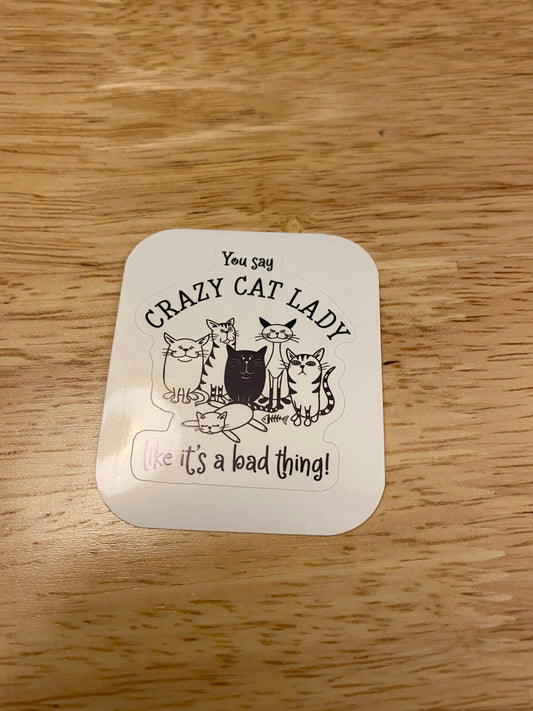 You say
CRAZY CAT LADY
like it's a bad thing!